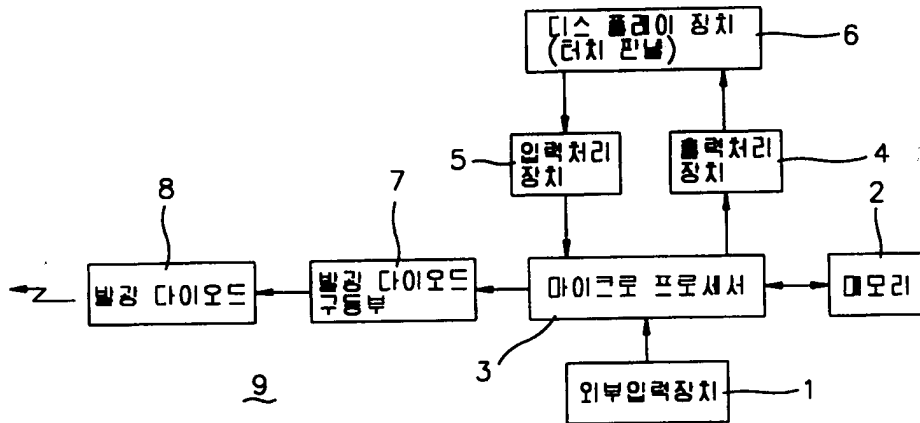 디스 플레이 장치
(터치 판넬)
6
5
입력처리
장치
출력처리
장치
4
8
7
2
발광 다이오드
발광 다이오드
구동부
마이크로 프로세서
메모리
3
9
외부입력장치
1